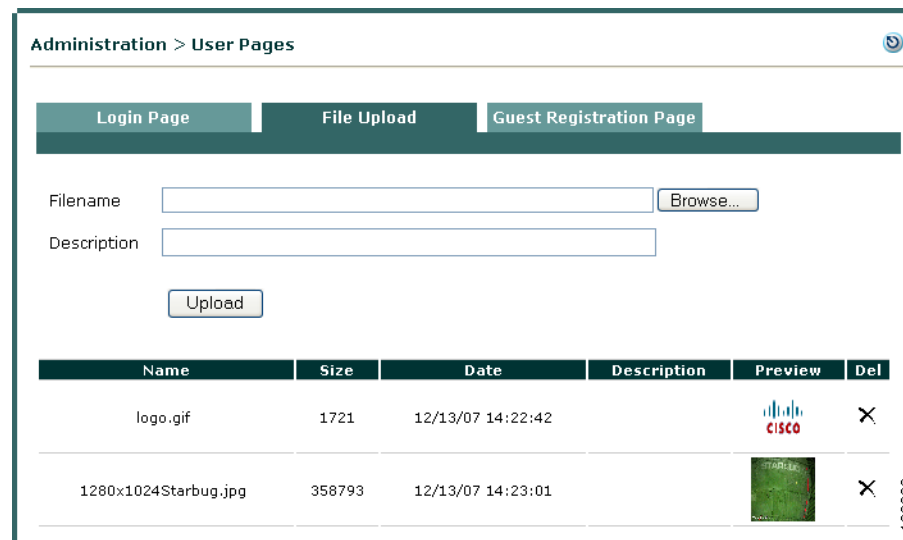 Administration > User Pages
Login Page File Upload Guest Registration Page
Filename Browse...
Description
Upload
Name Size Date Description Preview Del
logo.gif 1721 12/13/07 14:22:42 CISCO
STARBUG
1280x1024Starbug.jpg 358793 12/13/07 14:23:01